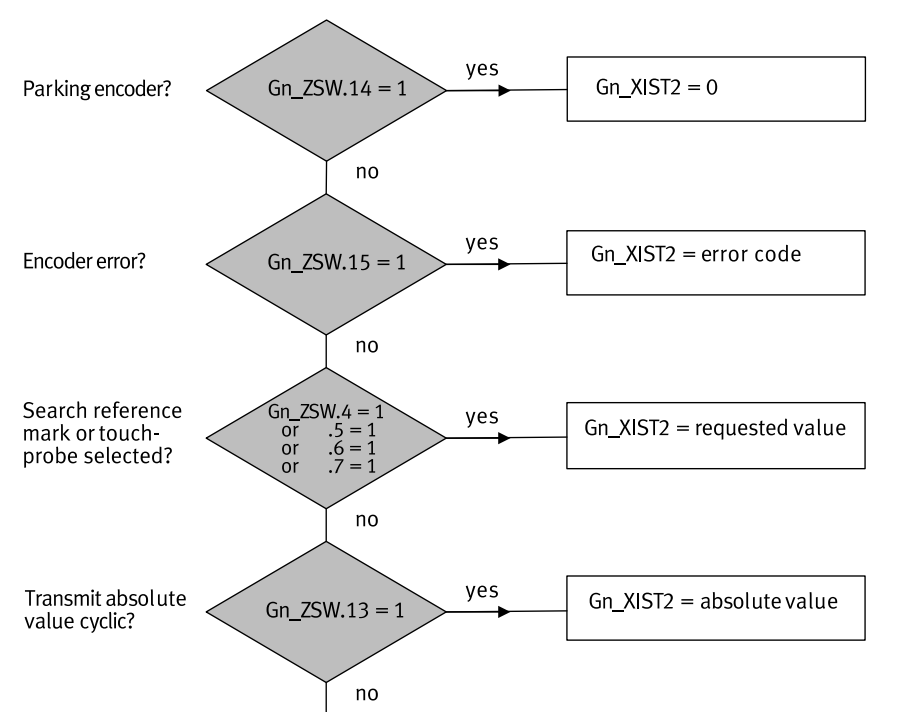 Parking encoder?
Gn_ZSW.14 = 1
yes
Gn_XIST2 = 0
no
Encoder error?
Gn_ZSW.15 = 1
yes
Gn_XIST2 = error code
no
Search reference
mark or touch-
probe selected?
Gn_ZSW.4 = 1
or .5 = 1
or .6 = 1
or .7 = 1
yes
Gn_XIST2 = requested value
no
Transmit absolute
value cyclic?
Gn_ZSW.13 = 1
yes
Gn_XIST2 = absolute value
no